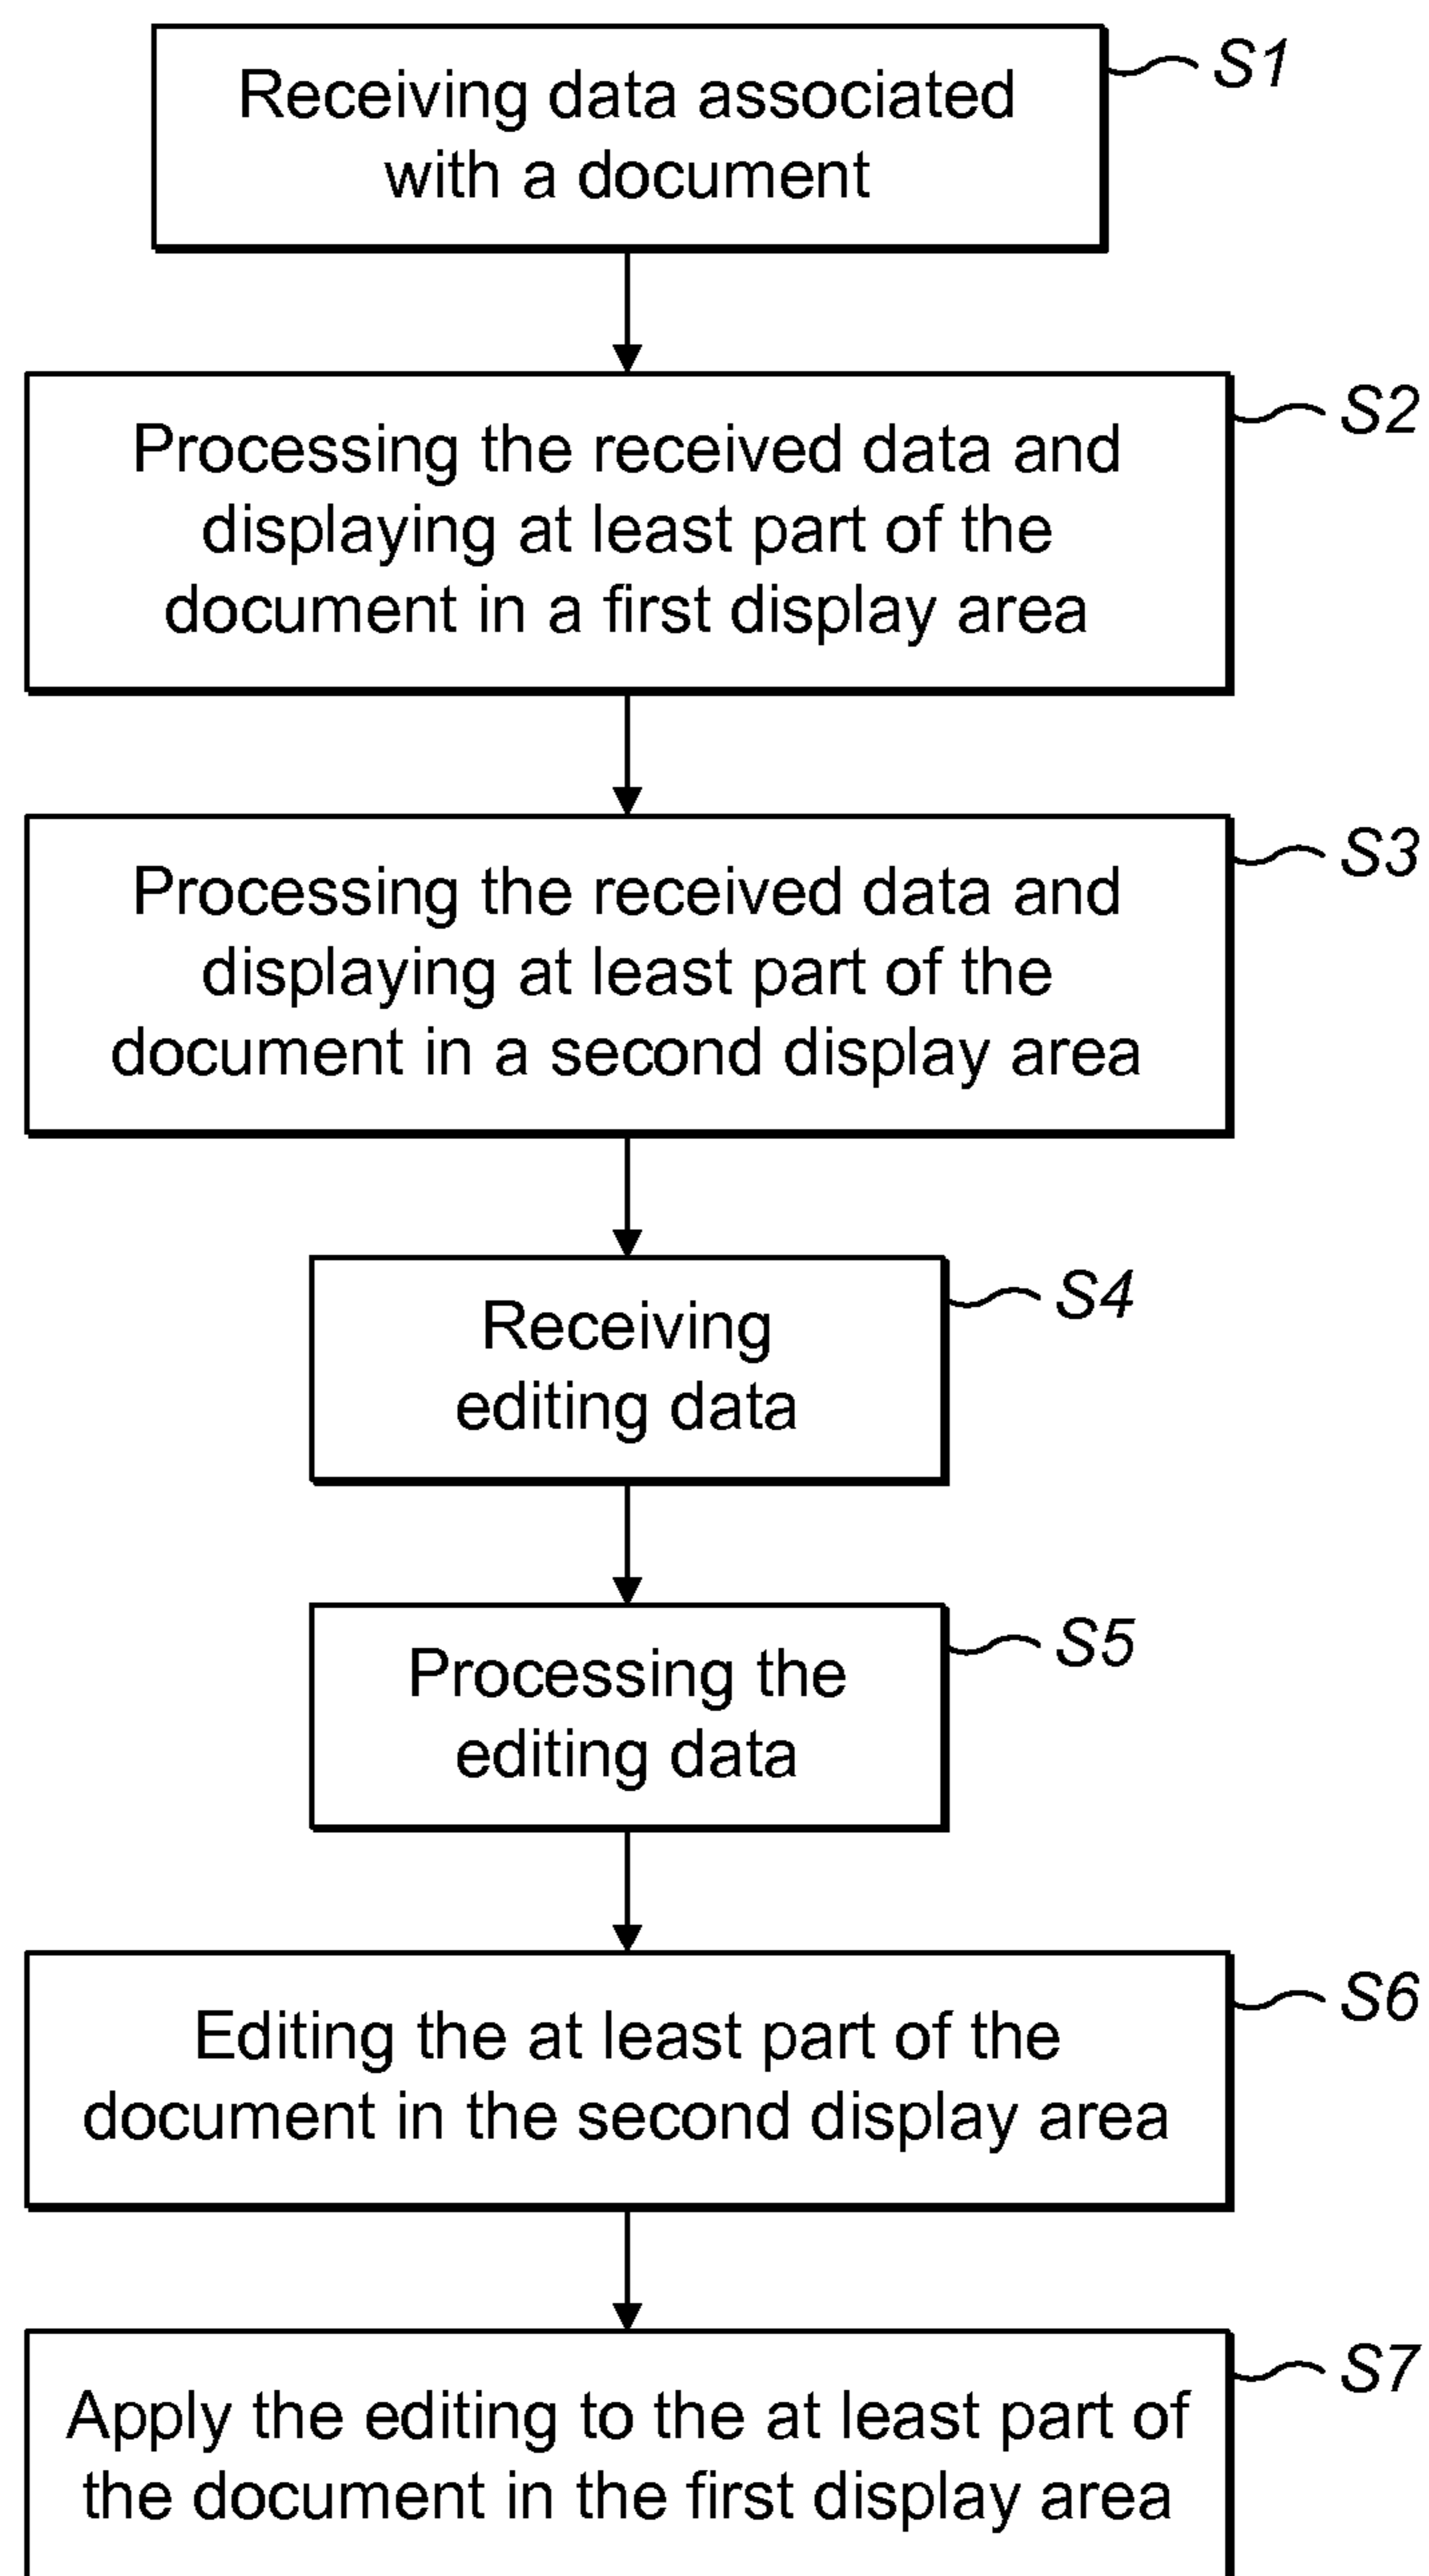 S1
Receiving data associated
with a document
S2
Processing the received data and
displaying at least part of the
document in a first display area
S3
Processing the received data and
displaying at least part of the
document in a second display area
S4
Receiving
editing data
S5
Processing the
editing data
S6
Editing the at least part of the
document in the second display area
S7
Apply the editing to the at least part of
the document in the first display area